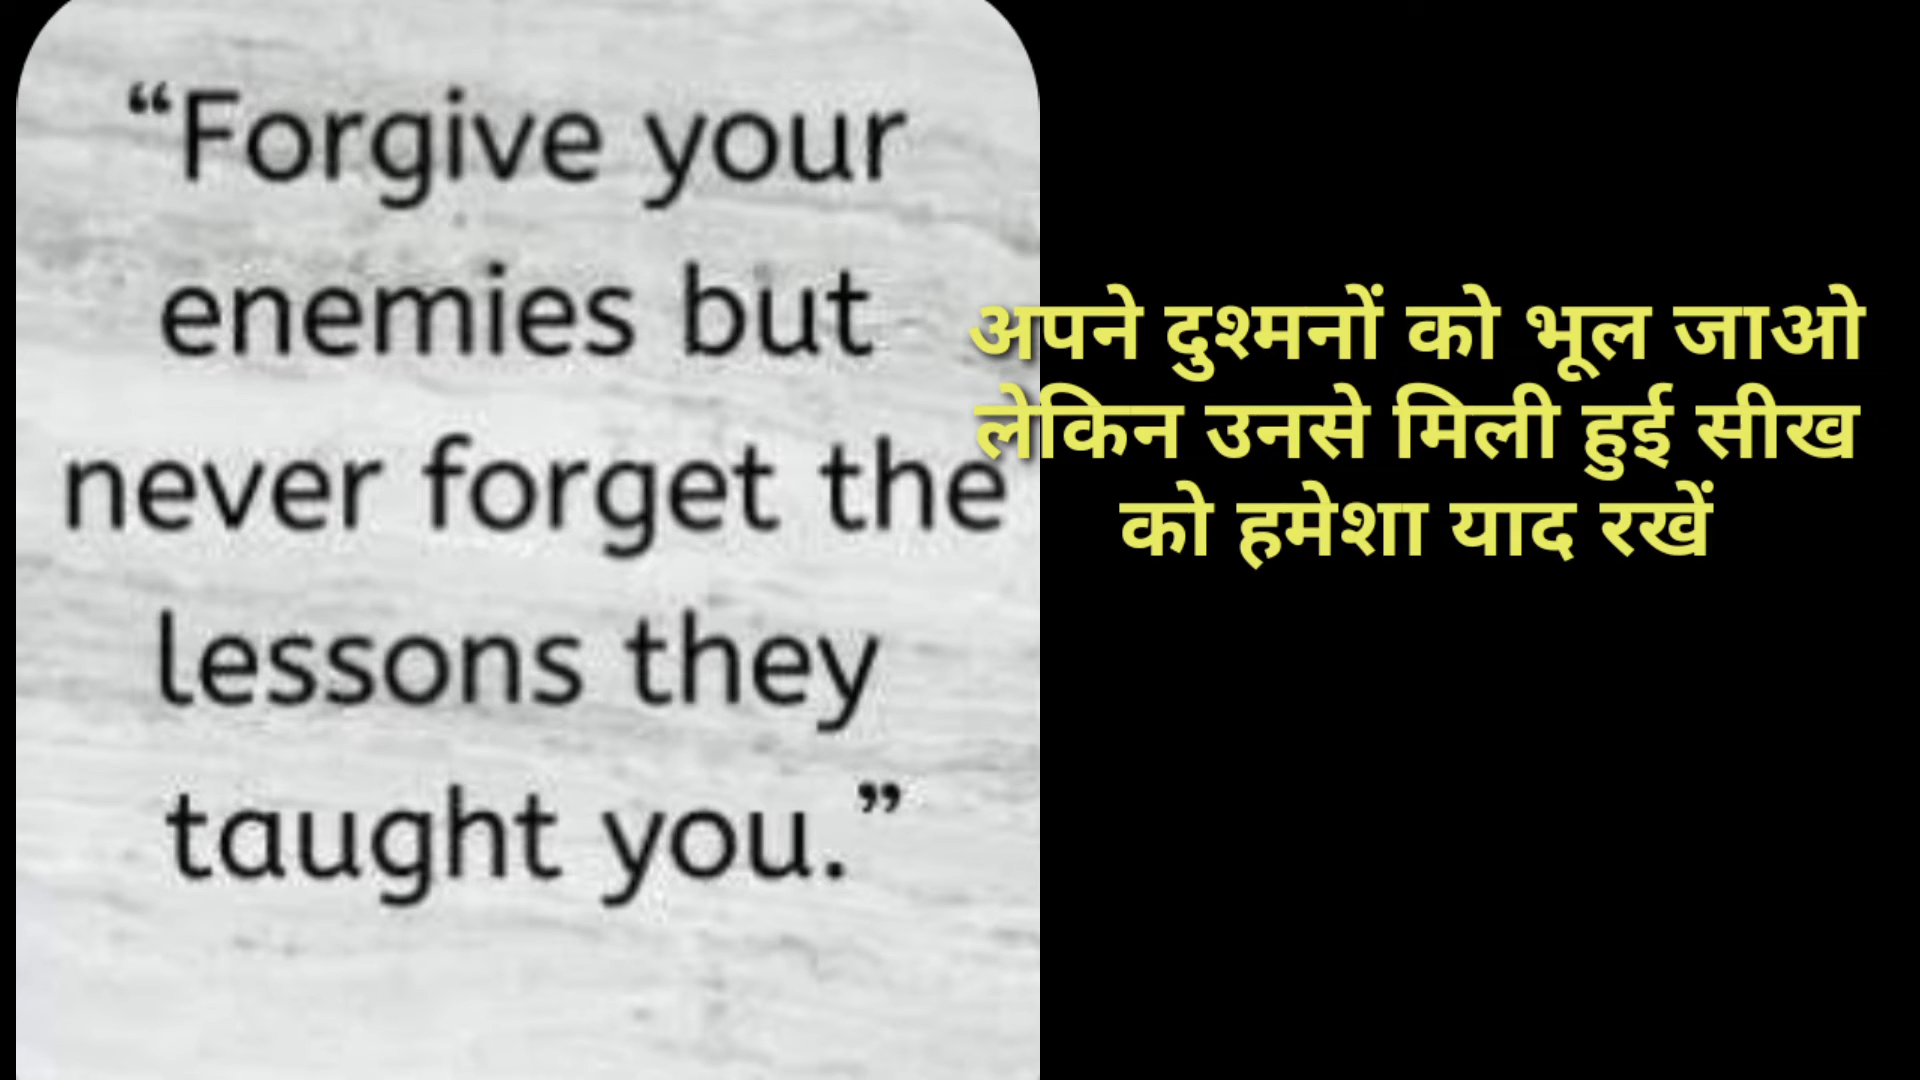 “Forgive your
enemies but
never forget the
lessons they
taught you.”
अपने दुश्मनों को भूल जाओ
लेकिन उनसे मिली हुई सीख
को हमेशा याद रखें